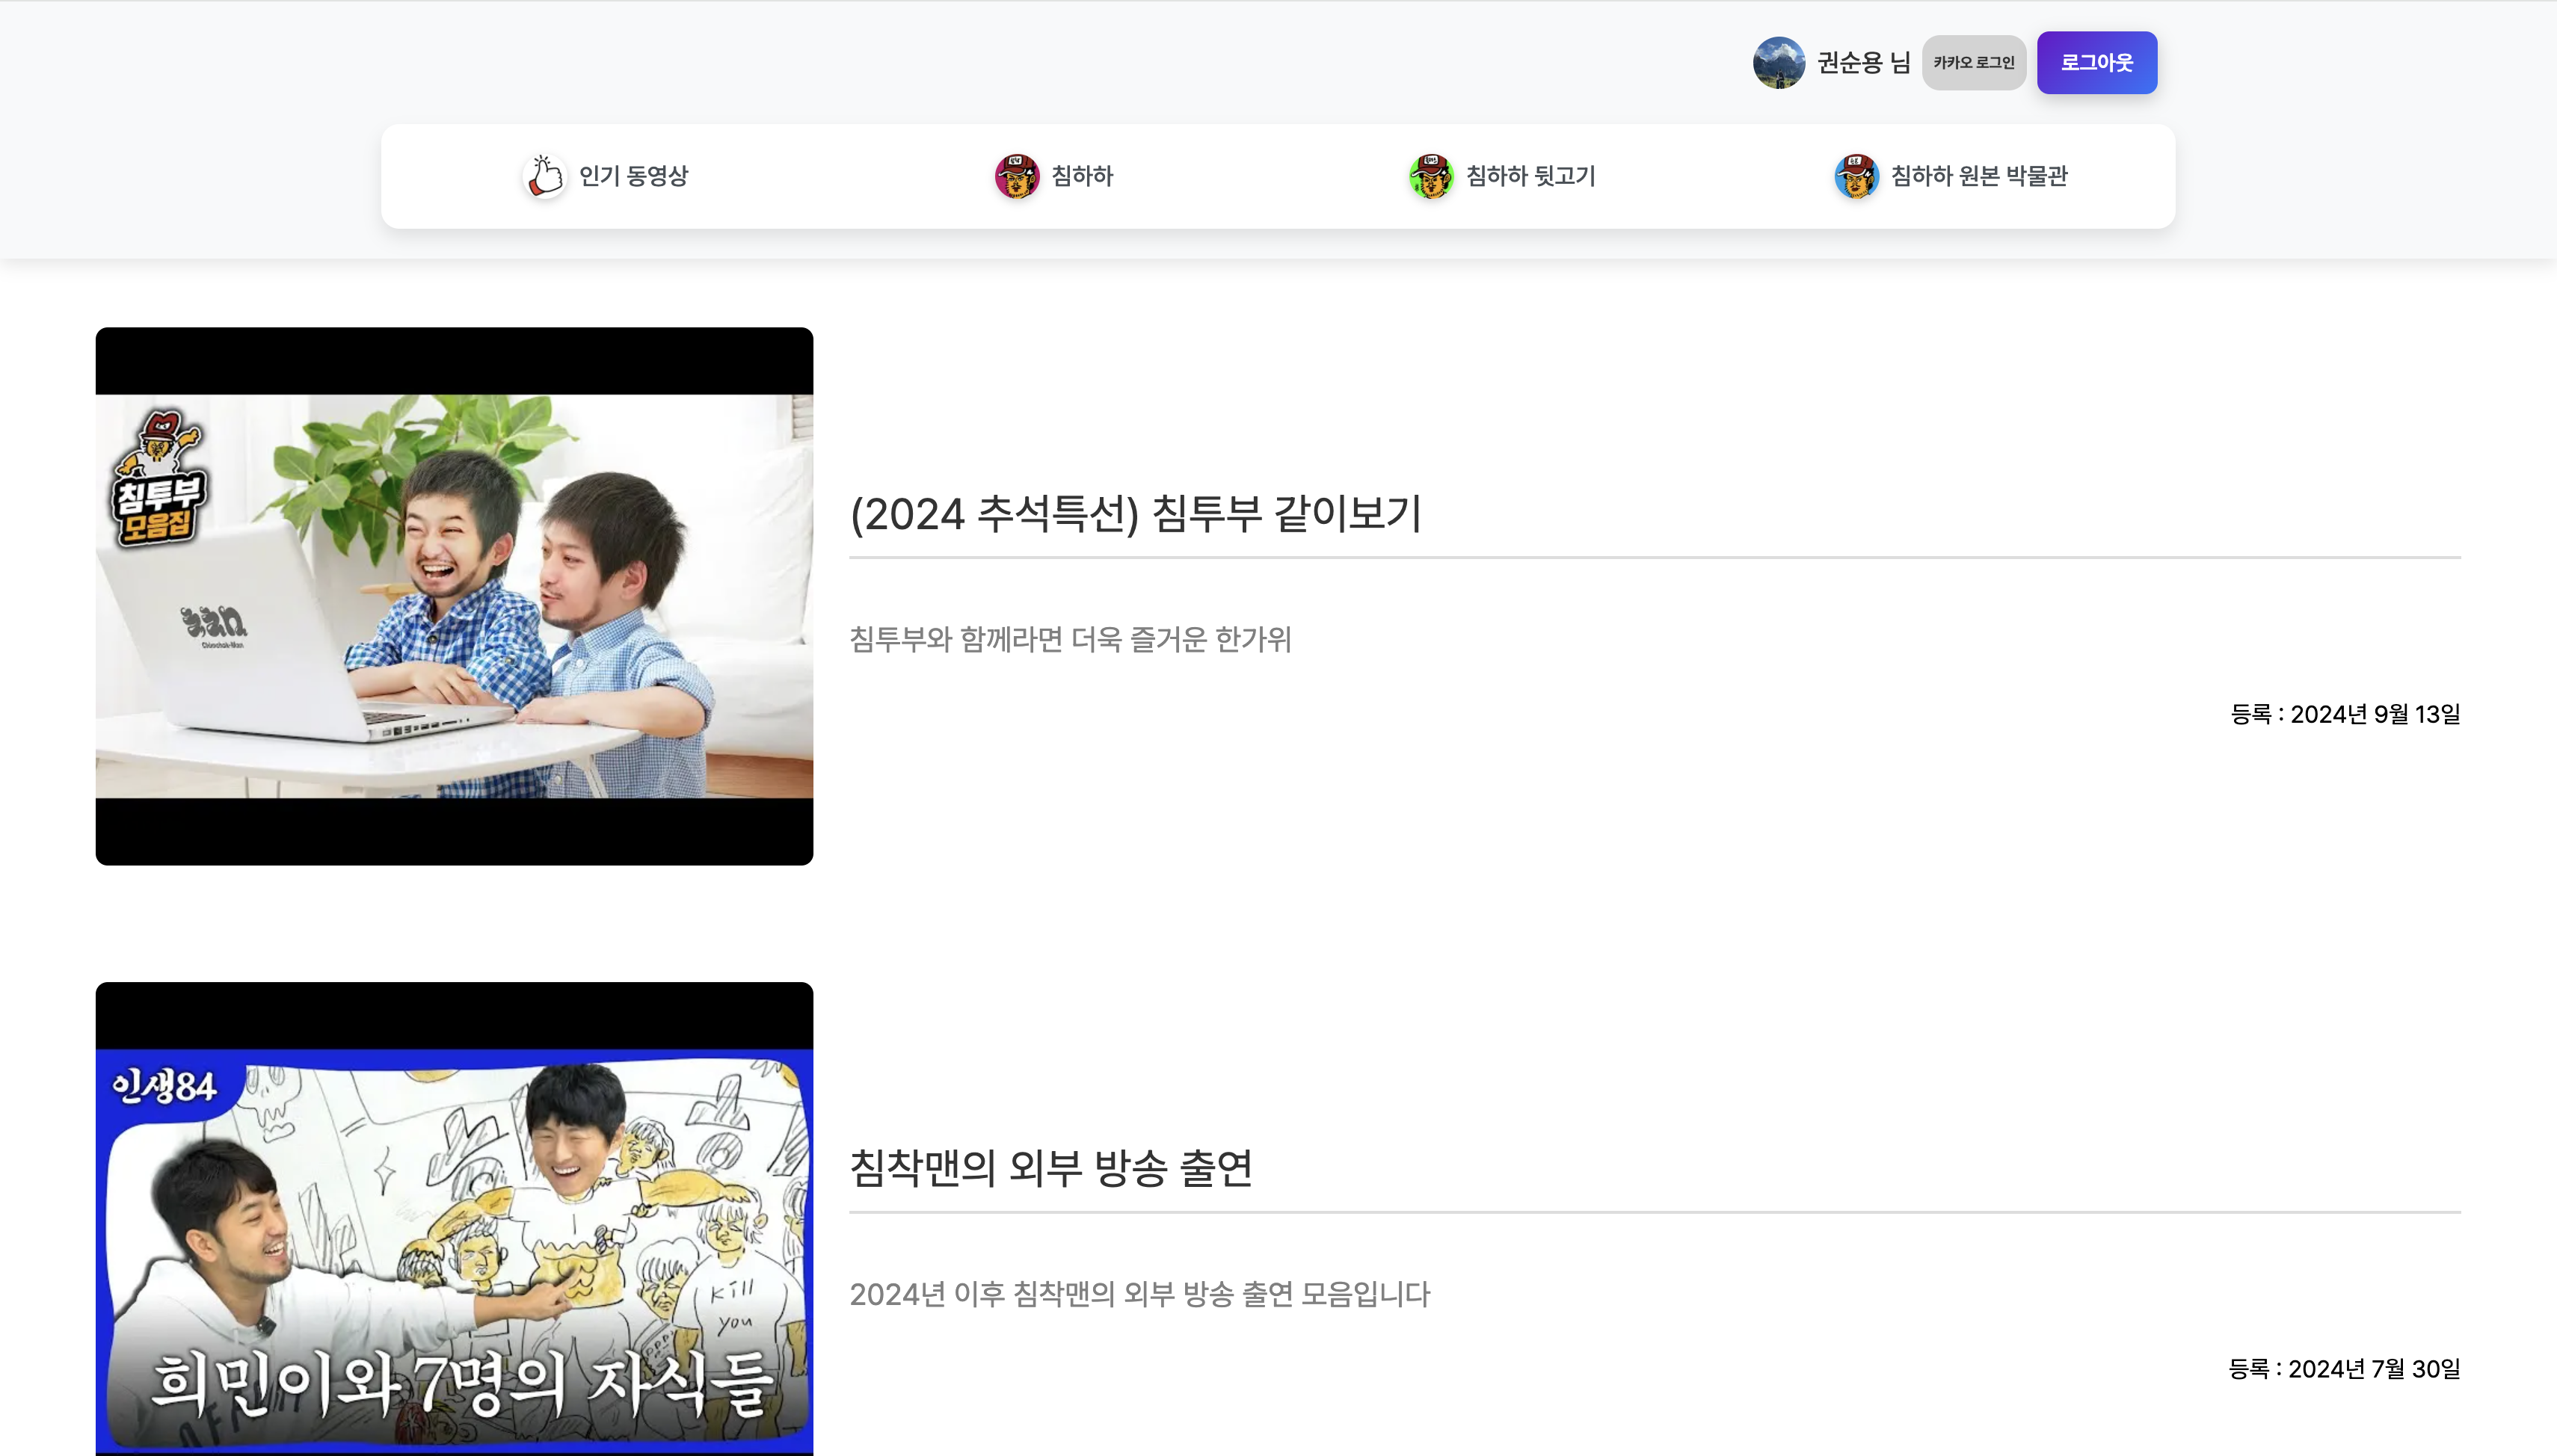 권순용 님
카카오 로그인
로그아웃
인기 동영상
침하하
침하하 뒷고기
침하하 원본 박물관
침투부
모음집
Chimchak-Man
(2024 추석특선) 침투부 같이보기
침투부와 함께라면 더욱 즐거운 한가위
등록 : 2024년 9월 13일
인생84
kill
you
희민이와 7명의 자식들
침착맨의 외부 방송 출연
2024년 이후 침착맨의 외부 방송 출연 모음입니다
등록 : 2024년 7월 30일